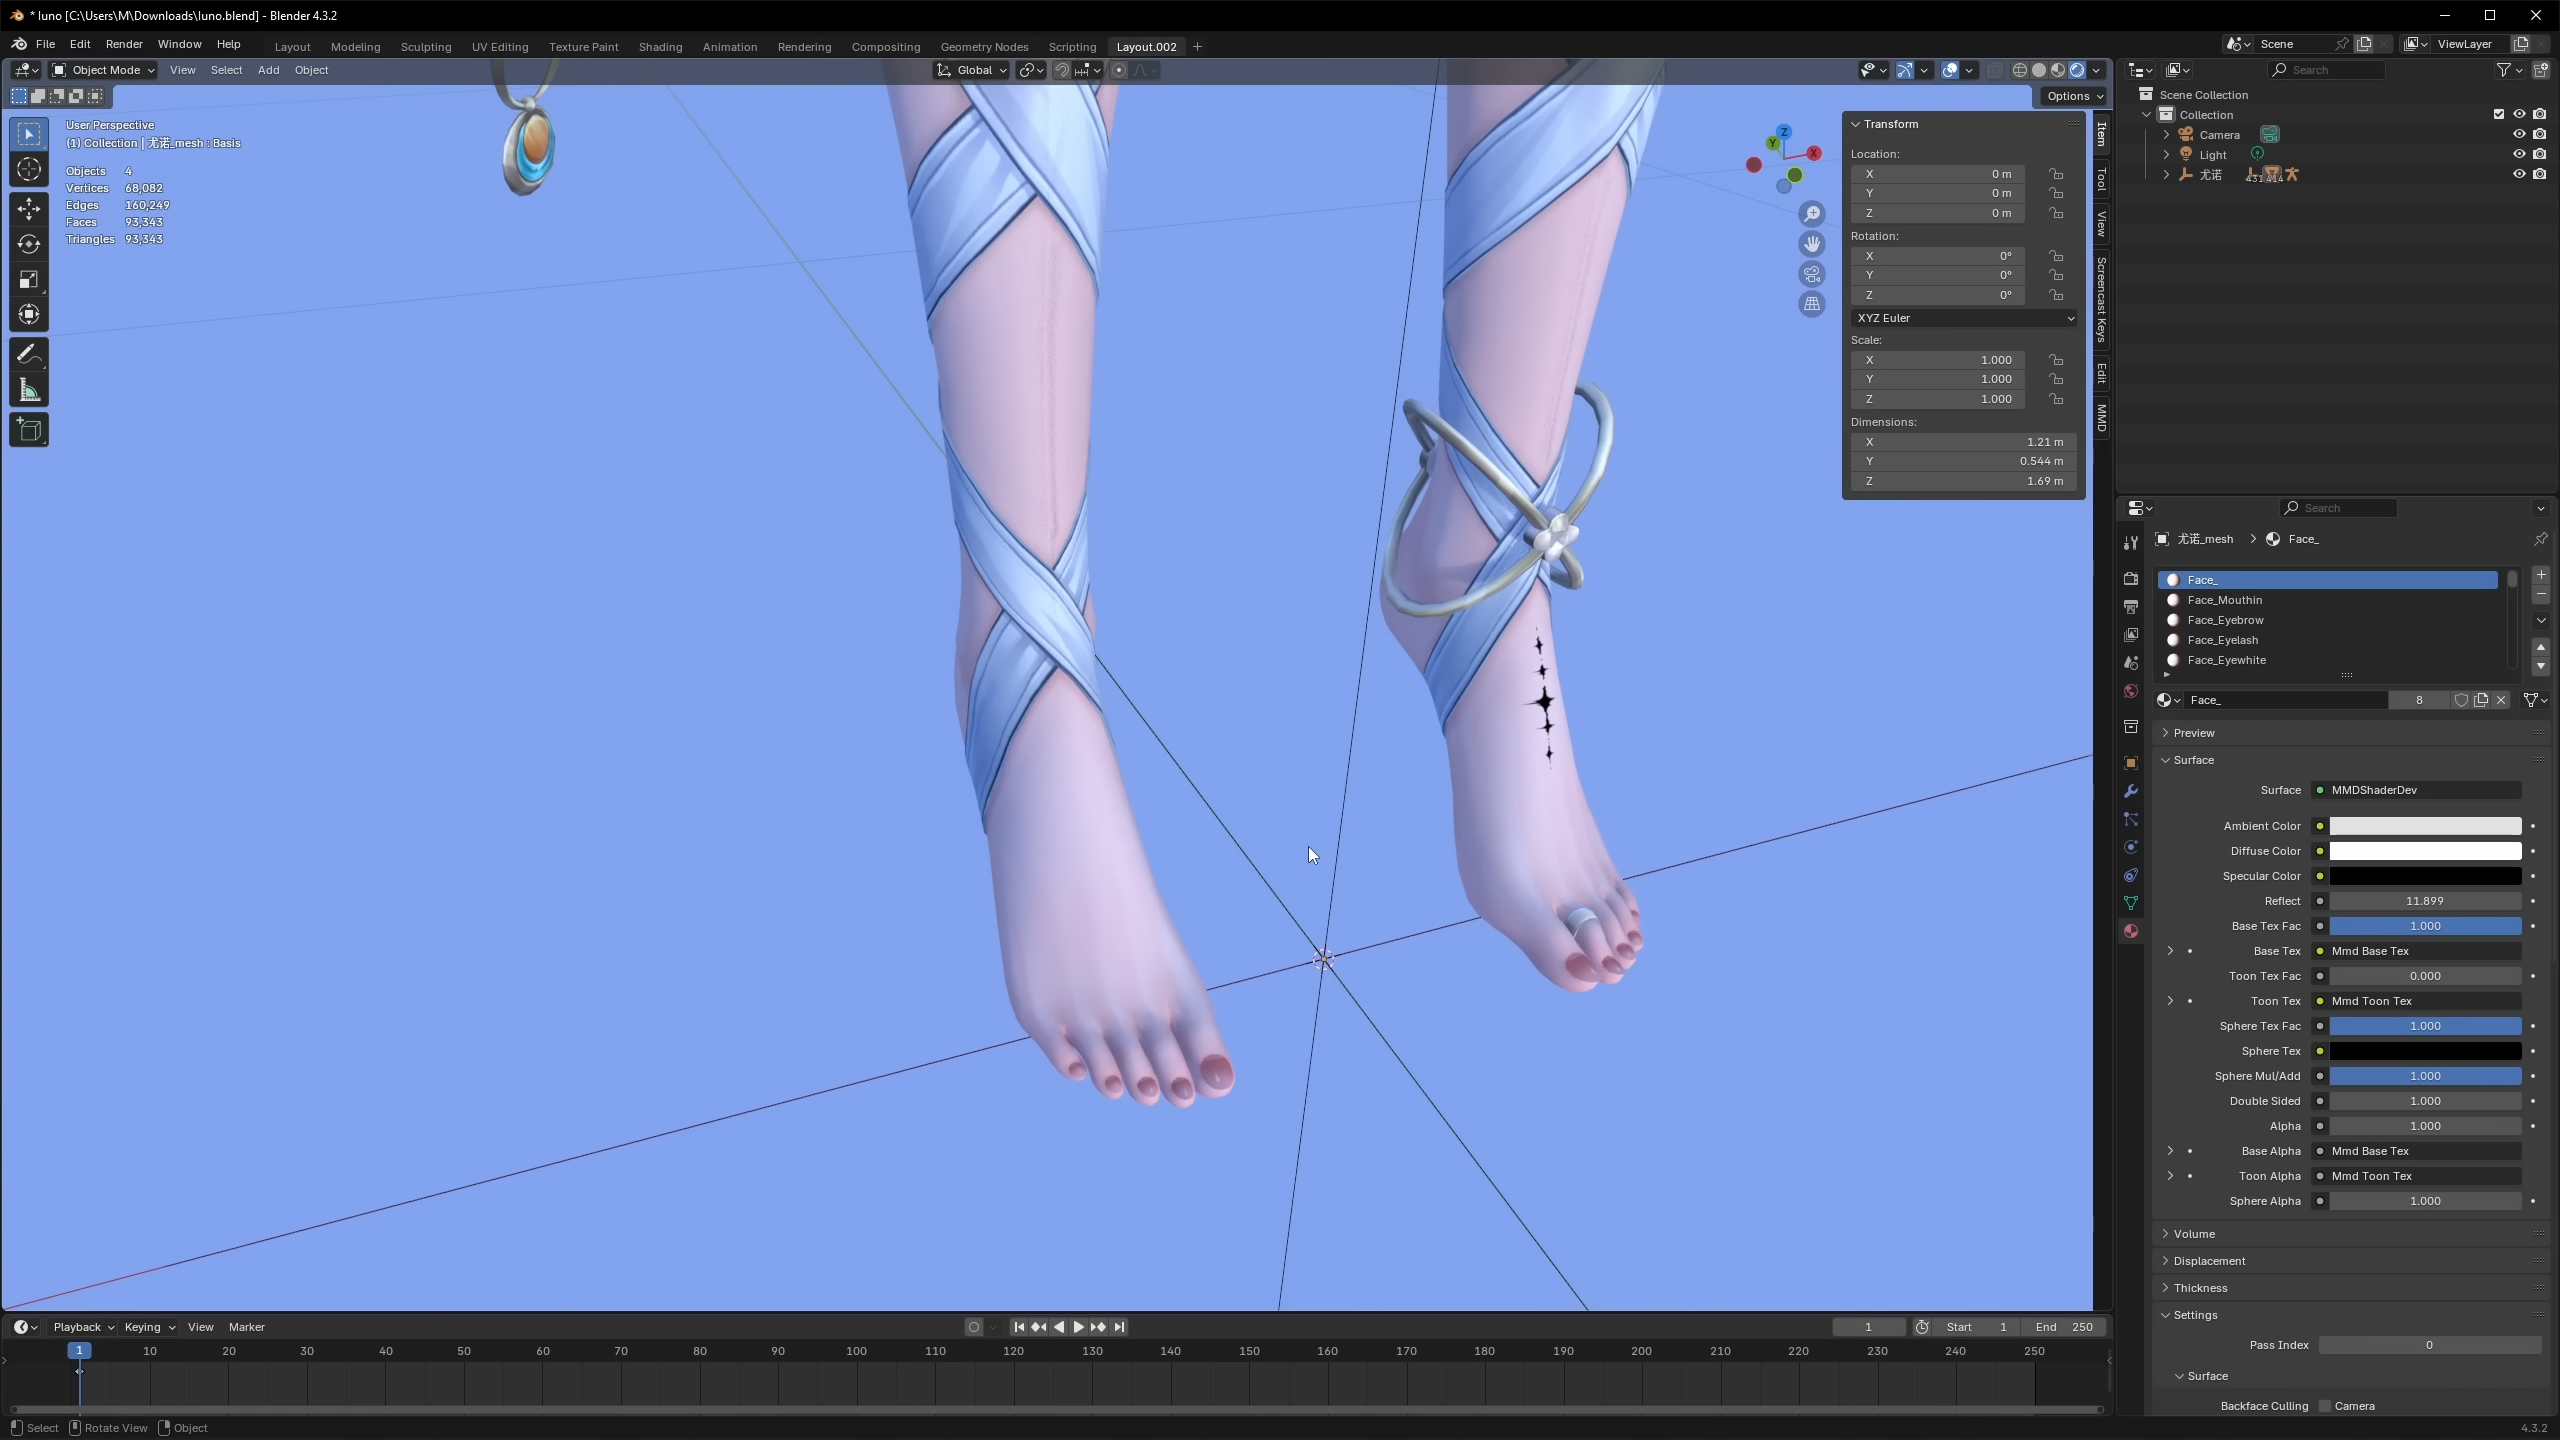 * Iuno [C:\Users\M\Downloads\Iuno.blend] - Blender 4.3.2
File Edit Render Window Help Layout Modeling Sculpting UV Editing Texture Paint Shading Animation Rendering Compositing Geometry Nodes Scripting Layout.002 + Scene ViewLayer
Object Mode View Select Add Object Global Search
Options
User Perspective
(1) Collection | 尤诺_mesh : Basis
Objects 4
Vertices 68,082
Edges 160,249
Faces 93,343
Triangles 93,343
Z
Y
X
Transform
Location:
X 0 m
Y 0 m
Z 0 m
Rotation:
X 0°
Y 0°
Z 0°
XYZ Euler
Scale:
X 1.000
Y 1.000
Z 1.000
Dimensions:
X 1.21 m
Y 0.544 m
Z 1.69 m
Item
Tool
View
Screencast Keys
Edit
MMD
Scene Collection
Collection
Camera
Light
尤诺
Search
尤诺_mesh > Face_
Face_
Face_Mouthin
Face_Eyebrow
Face_Eyelash
Face_Eyewhite
Face_ 8
Preview
Surface
Surface MMDShaderDev
Ambient Color
Diffuse Color
Specular Color
Reflect 11.899
Base Tex Fac 1.000
Base Tex Mmd Base Tex
Toon Tex Fac 0.000
Toon Tex Mmd Toon Tex
Sphere Tex Fac 1.000
Sphere Tex
Sphere Mul/Add 1.000
Double Sided 1.000
Alpha 1.000
Base Alpha Mmd Base Tex
Toon Alpha Mmd Toon Tex
Sphere Alpha 1.000
Volume
Displacement
Thickness
Settings
Pass Index 0
Surface
Backface Culling Camera
Playback Keying View Marker 1 Start 1 End 250
1 10 20 30 40 50 60 70 80 90 100 110 120 130 140 150 160 170 180 190 200 210 220 230 240 250
Select Rotate View Object 4.3.2